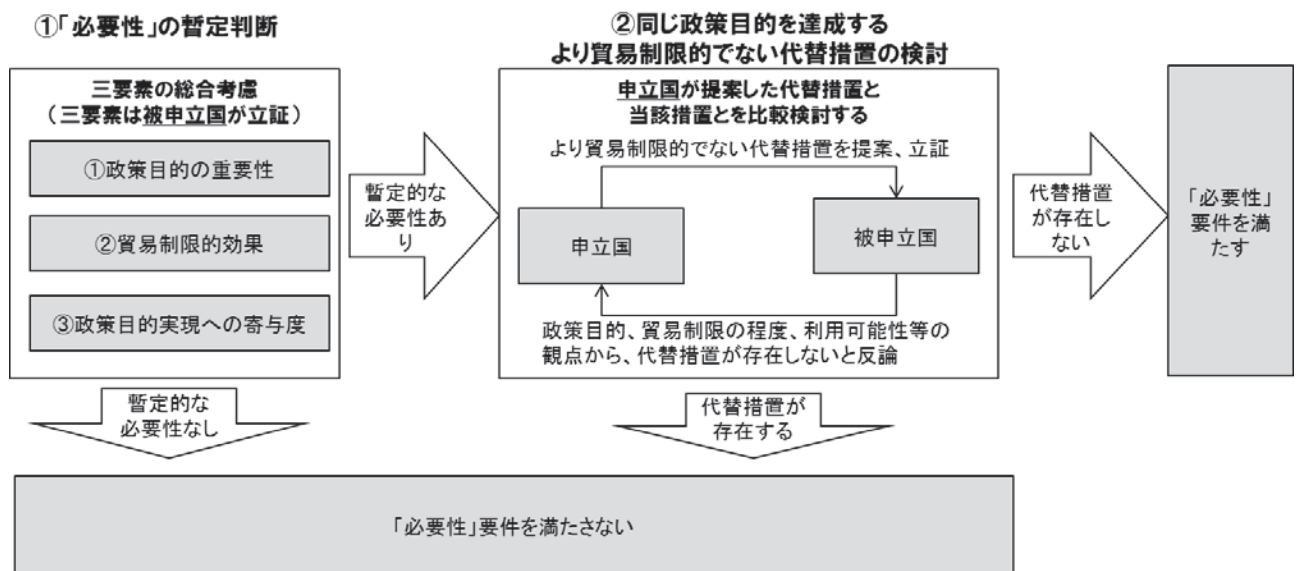 ①「必要性」の暫定判断
三要素の総合考慮
（三要素は被申立国が立証）
①政策目的の重要性
②貿易制限的効果
③政策目的実現への寄与度
暫定的な
必要性あ
り
暫定的な
必要性なし
②同じ政策目的を達成する
より貿易制限的でない代替措置の検討
申立国が提案した代替措置と
当該措置とを比較検討する
より貿易制限的でない代替措置を提案、立証
申立国
被申立国
政策目的、貿易制限の程度、利用可能性等の
観点から、代替措置が存在しないと反論
代替措置
が存在し
ない
代替措置が
存在する
「必要性」
要件を満
たす
「必要性」要件を満たさない